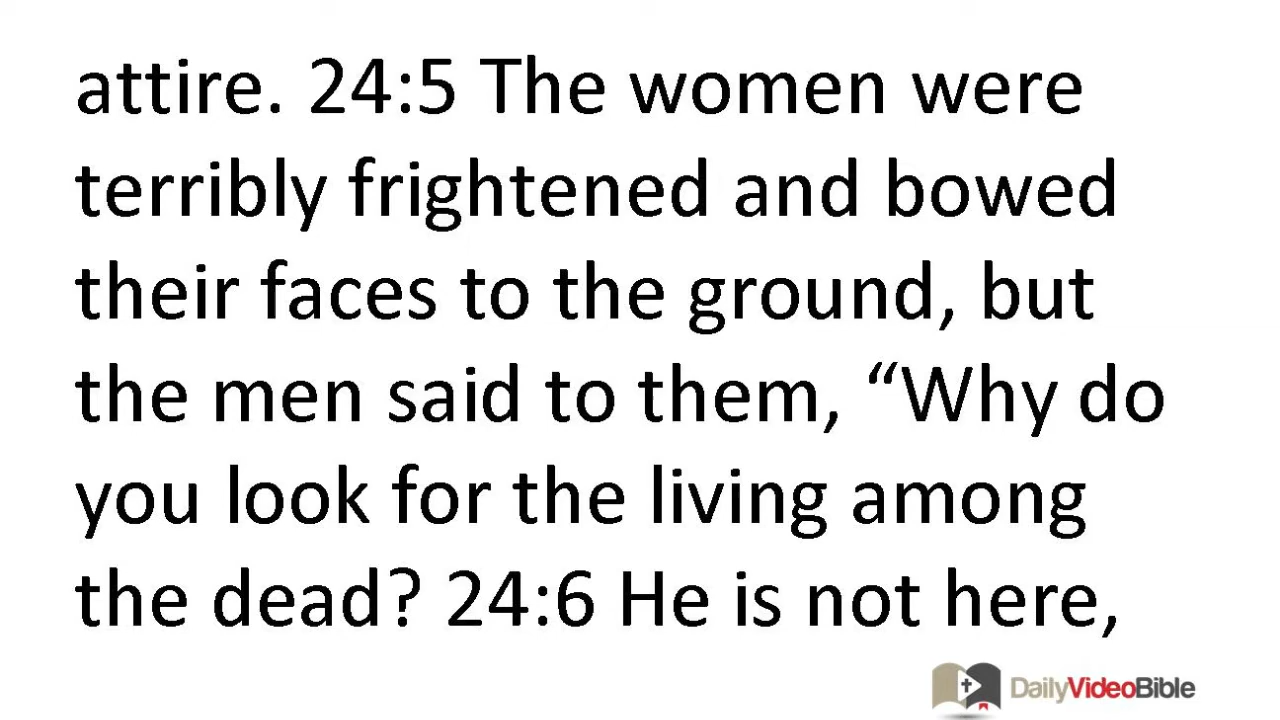 attire. 24:5 The women were
terribly frightened and bowed
their faces to the ground, but
the men said to them, “Why do
you look for the living among
the dead? 24:6 He is not here,
DailyVideoBible